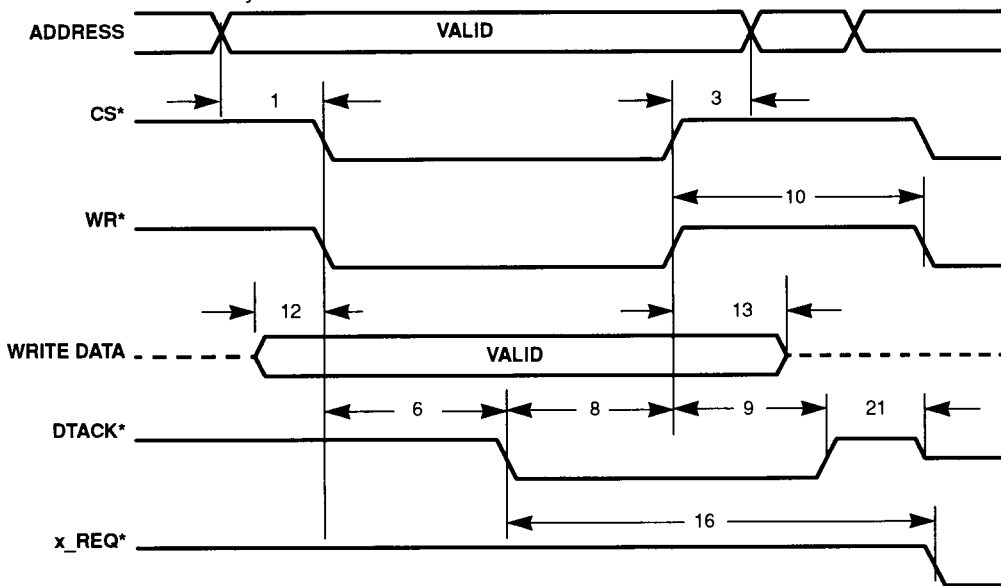 ADDRESS VALID
1 3
CS*
10
WR*
12 13
WRITE DATA VALID
6 8 9 21
DTACK*
16
x_REQ*